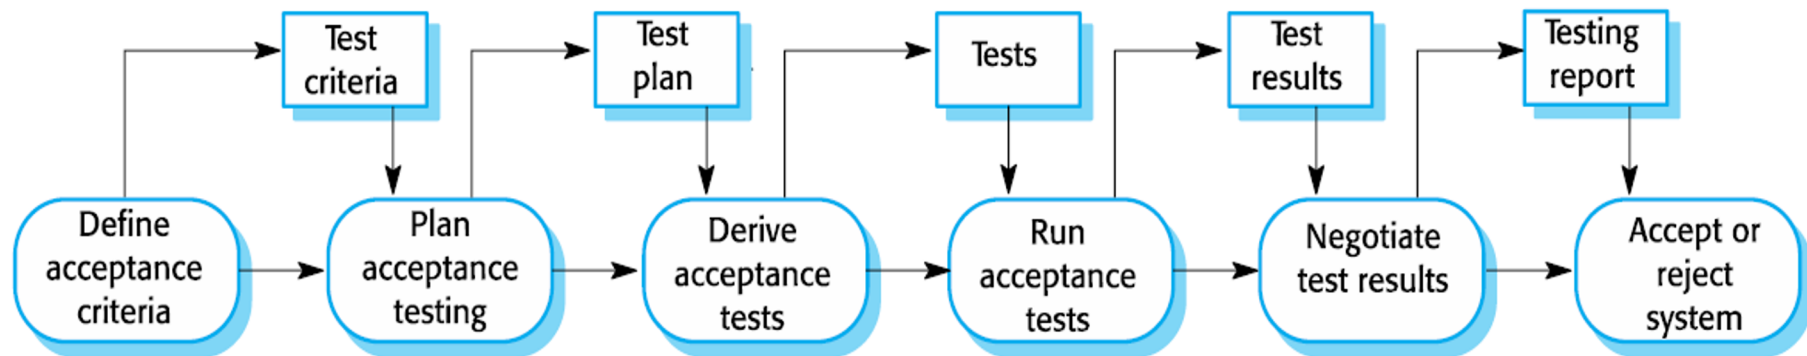 Test
criteria
Test
plan
Tests
Test
results
Testing
report
Define
acceptance
criteria
Plan
acceptance
testing
Derive
acceptance
tests
Run
acceptance
tests
Negotiate
test results
Accept or
reject
system